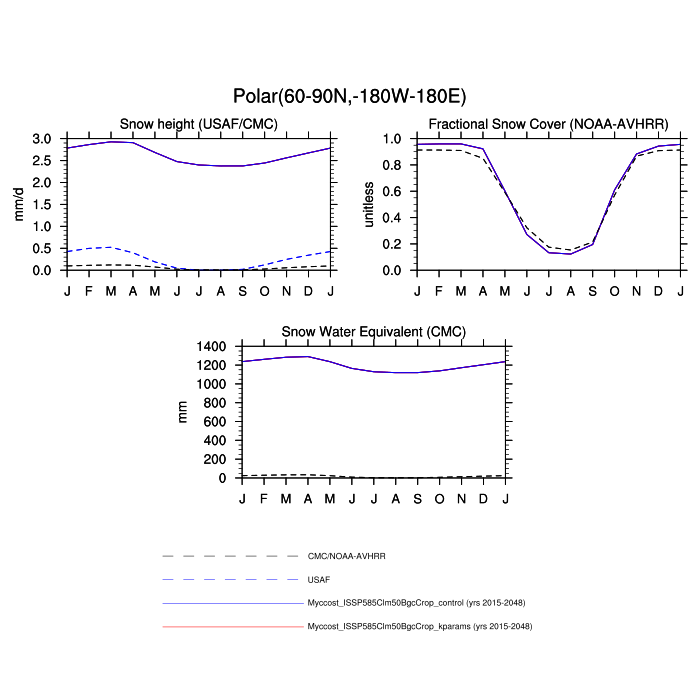 Polar(60-90N,-180W-180E)
Snow height (USAF/CMC)
mm/d
3.0
2.5
2.0
1.5
1.0
0.5
0.0
J F M A M J J A S O N D J
Fractional Snow Cover (NOAA-AVHRR)
unitless
1.0
0.8
0.6
0.4
0.2
0.0
J F M A M J J A S O N D J
Snow Water Equivalent (CMC)
mm
1400
1200
1000
800
600
400
200
0
J F M A M J J A S O N D J
CMC/NOAA-AVHRR
USAF
Myccost_ISSP585Clm50BgcCrop_control (yrs 2015-2048)
Myccost_ISSP585Clm50BgcCrop_kparams (yrs 2015-2048)